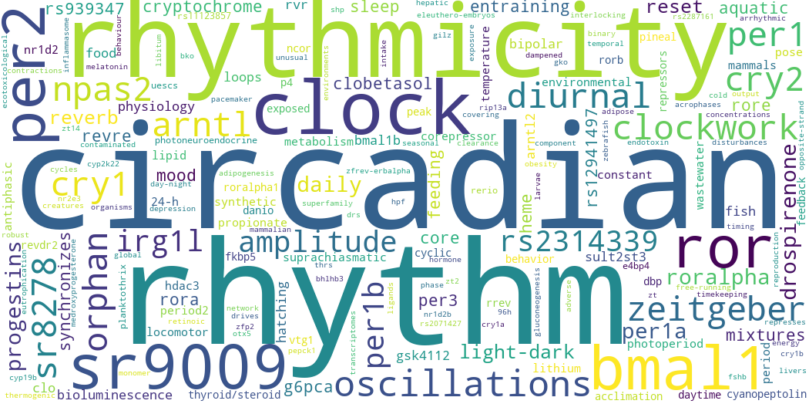 rs939347 cryptochrome rvr shp sleep hepatic entraining reset aquatic
rs11123857 eleuthero-embryos interlocking rs2287161 arrhythmic
rhythmicity
per2
inflammasome
behaviour
ecotoxicological
nr1d2 food
melatonin
libitum
bko
unusual
ncor
environments
intake
gilz
exposure
dampened
bipolar
gko
binary
temporal
rorb
pineal
repressors
per1
mammals
pose
cry2
cold
output
contractions
npas2
uescs
pacemaker
loops
p4
clobetasol
clock
temperature
rip13a
covering
diurnal
environmental
acrophases
adipose
rore
concentrations
reverb
physiology
zt14
revre
arntl
photoneuroendocrine
exposed
peak
metabolism
bmal1b
seasonal
corepressor
clearance
arntl2
component
obesity
rs12941497
zebrafish
clockwork
endotoxin
disturbances
opposite-strand
feedback
contaminated
cycles
cyp2k22
lipid
circadian
antiphasic
cry1
mood
day-night
nr2e3
creatures
organisms
depression
24-h
adipogenesis
roralpha1
synthetic
propionate
zfrev-erbalpha
daily
superfamily
danio
drs
hpf
feeding
rerio
heme
larvae
constant
wastewater
fish
timing
drospirenone
robust
progestins
revdr2
eutrophication
thermogenic
cyp19b
clo
sr8278
synchronizes
medroxyprogesterone
orphan
global
irg1l
fkbp5
mammalian
amplitude
suprachiasmatic
thrs
bh1hb3
core
cyclic
hormone
behavior
rs2314339
sult2st3
e4bp4
ror
dbp
free-running
roralpha
timekeeping
zt
reproduction
represses
planktothrix
hdac3
rora
period2
retinoic
locomotor
network
drives
zfp2
otx5
hatching
vtg1
pepck1
rhythm
transcriptomes
per1b
ligands
per3
phase
zt2
nr1d2b
cry1a
rs2071427
rrev
96h
gluconeogenesis
adverse
zeitgeber
per1a
mixtures
energy
cry1b
bioluminescence
sr9009
monomer
thyroid/steroid
g6pca
oscillations
gsk4112
light-dark
lithium
bmal1
photoperiod
acclimation
fshb
period
livers
daytime
cyanopeptolin